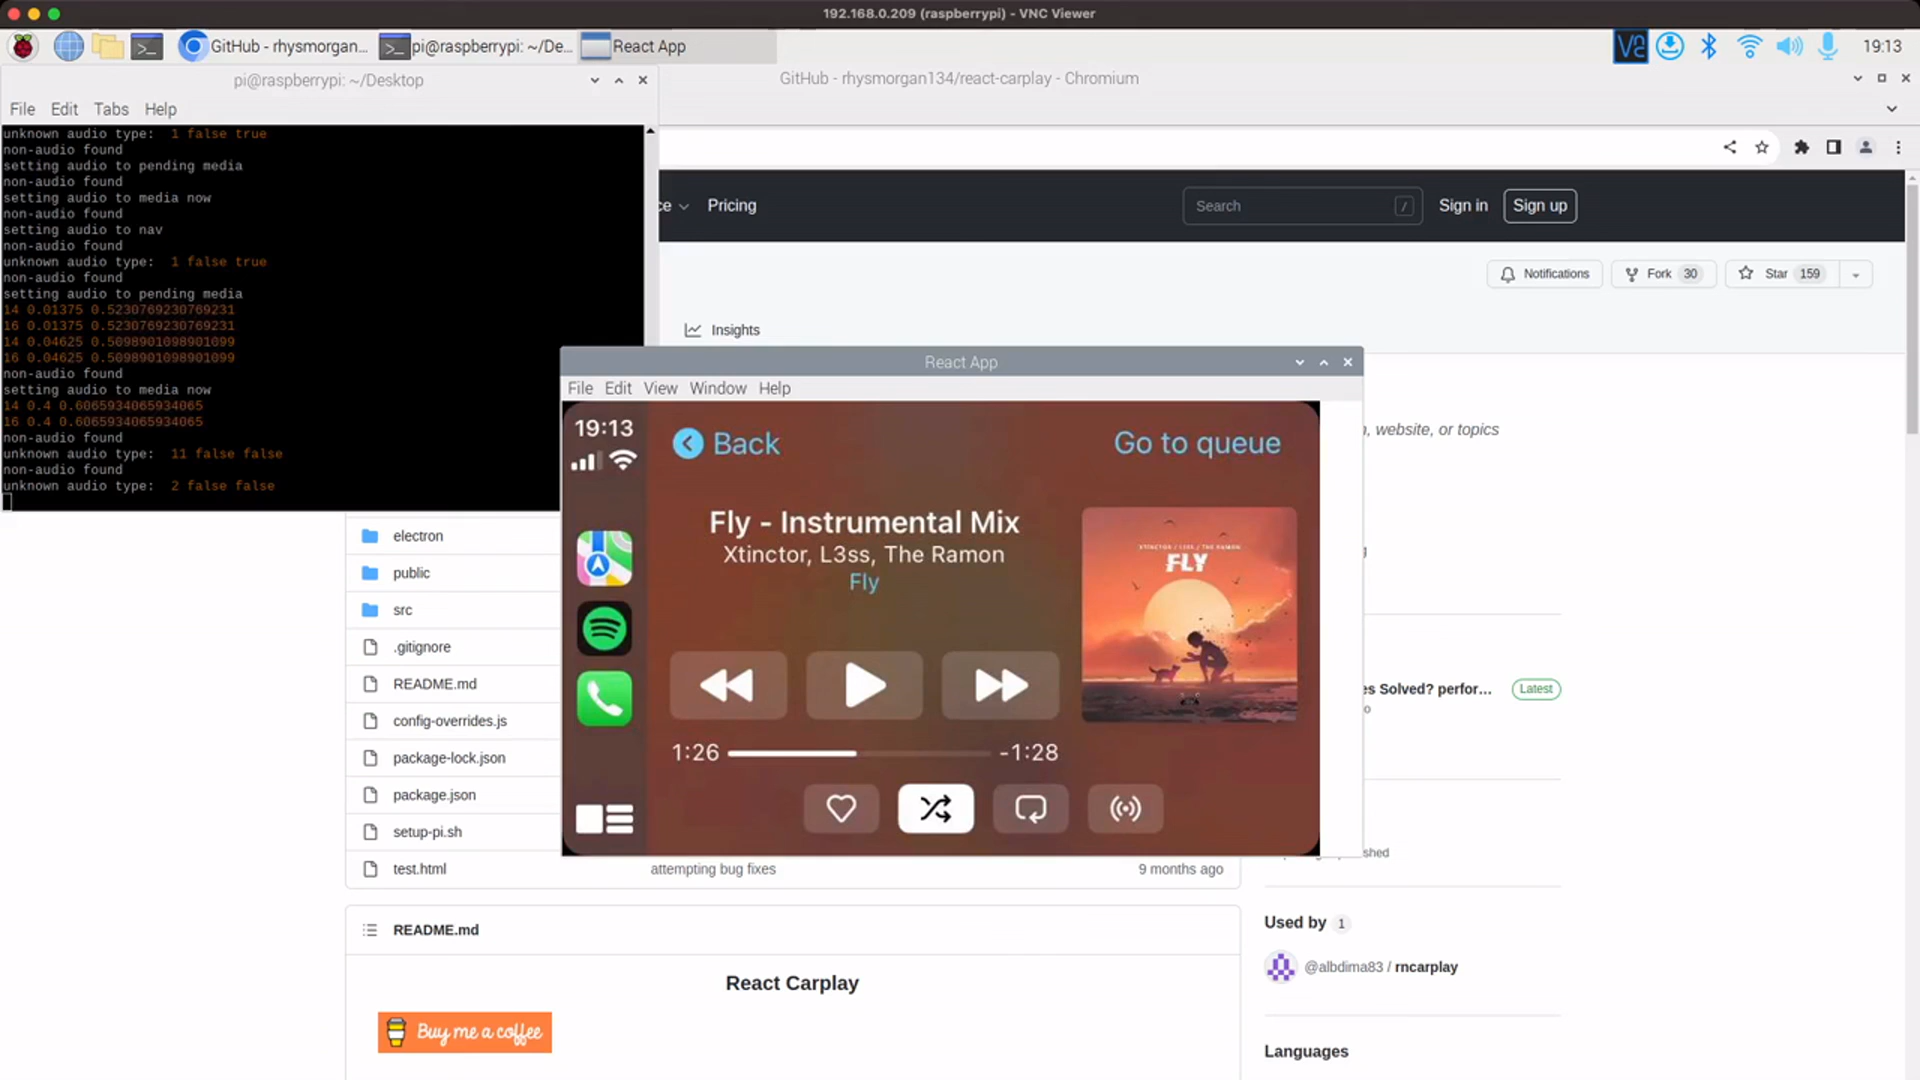 192.168.0.209 (raspberrypi) - VNC Viewer
GitHub - rhysmorgan... pi@raspberrypi: ~/De... React App 19:13
pi@raspberrypi: ~/Desktop
GitHub - rhysmorgan134/react-carplay - Chromium
File Edit Tabs Help
unknown audio type: 1 false true
non-audio found
setting audio to pending media
non-audio found
setting audio to media now
non-audio found
setting audio to nav
non-audio found
unknown audio type: 1 false true
non-audio found
setting audio to pending media
14 0.01375 0.5230769230769231
16 0.01375 0.5230769230769231
14 0.04625 0.5098901098901099
16 0.04625 0.5098901098901099
non-audio found
setting audio to media now
14 0.4 0.6065934065934065
16 0.4 0.6065934065934065
non-audio found
unknown audio type: 11 false false
non-audio found
unknown audio type: 2 false false
ce Pricing Search / Sign in Sign up
Notifications Fork 30 Star 159
Insights
React App
File Edit View Window Help
19:13
Back Go to queue
Fly - Instrumental Mix
Xtinctor, L3ss, The Ramon
Fly
XTINCTOR / L3SS / THE RAMON
FLY
1:26 -1:28
electron
public
src
.gitignore
README.md
config-overrides.js
package-lock.json
package.json
setup-pi.sh
test.html attempting bug fixes 9 months ago
README.md
React Carplay
Buy me a coffee
, website, or topics
es Solved? perfor... Latest
o
shed
Used by 1
@albdima83 / rncarplay
Languages